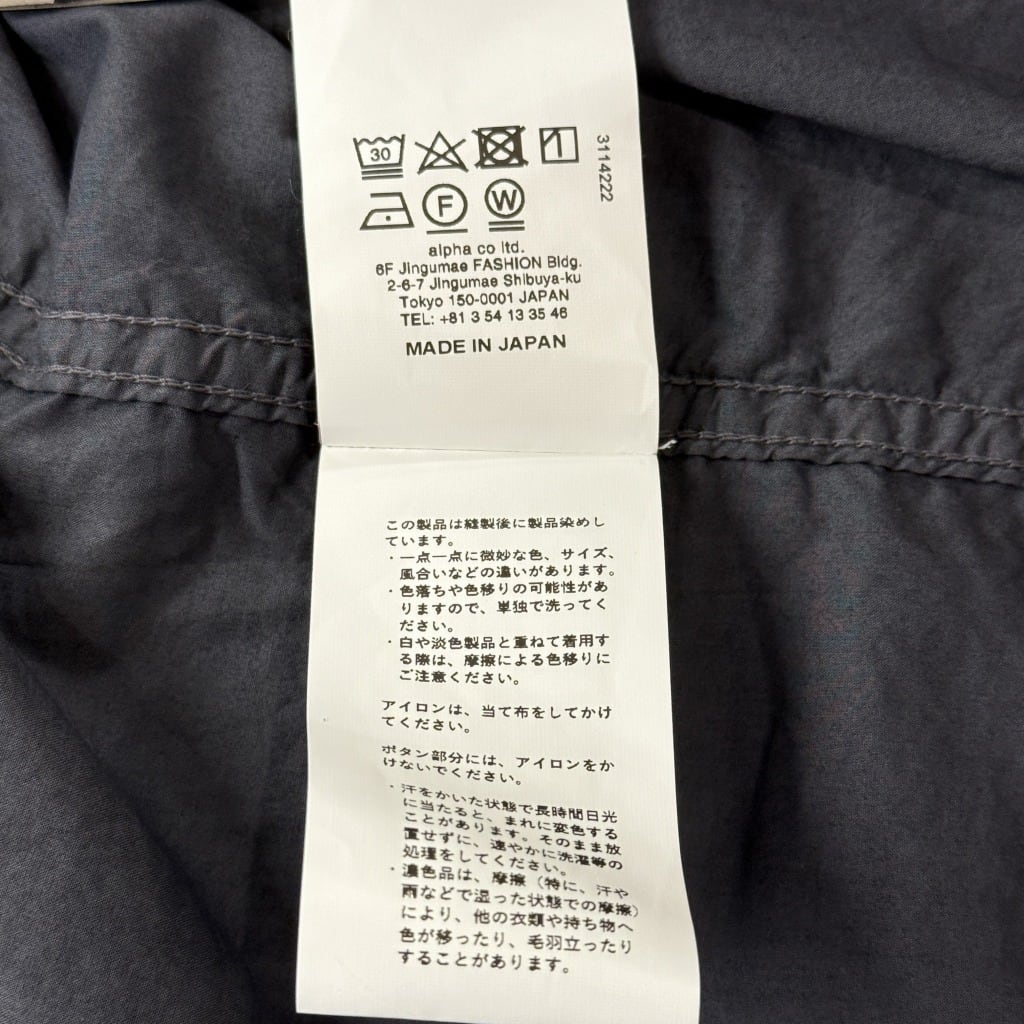 30
3114222
F
W
alpha co ltd.
6F Jingumae FASHION Bldg.
2-6-7 Jingumae Shibuya-ku
Tokyo 150-0001 JAPAN
TEL: +81 3 54 13 35 46
MADE IN JAPAN
この製品は縫製後に製品染めし
ています。
・一点一点に微妙な色、サイズ、
風合いなどの違いがあります。
・色落ちや色移りの可能性があ
りますので、単独で洗ってく
ださい。
・白や淡色製品と重ねて着用す
る際は、摩擦による色移りに
ご注意ください。
アイロンは、当て布をしてかけ
てください。
ボタン部分には、アイロンをか
けないでください。
・汗をかいた状態で長時間日光
に当たると、まれに変色する
ことがあります。そのまま放
置せずに、速やかに洗濯等の
処理をしてください。
・濃色品は、摩擦（特に、汗や
雨などで湿った状態での摩擦）
により、他の衣類や持ち物へ
色が移ったり、毛羽立ったり
することがあります。